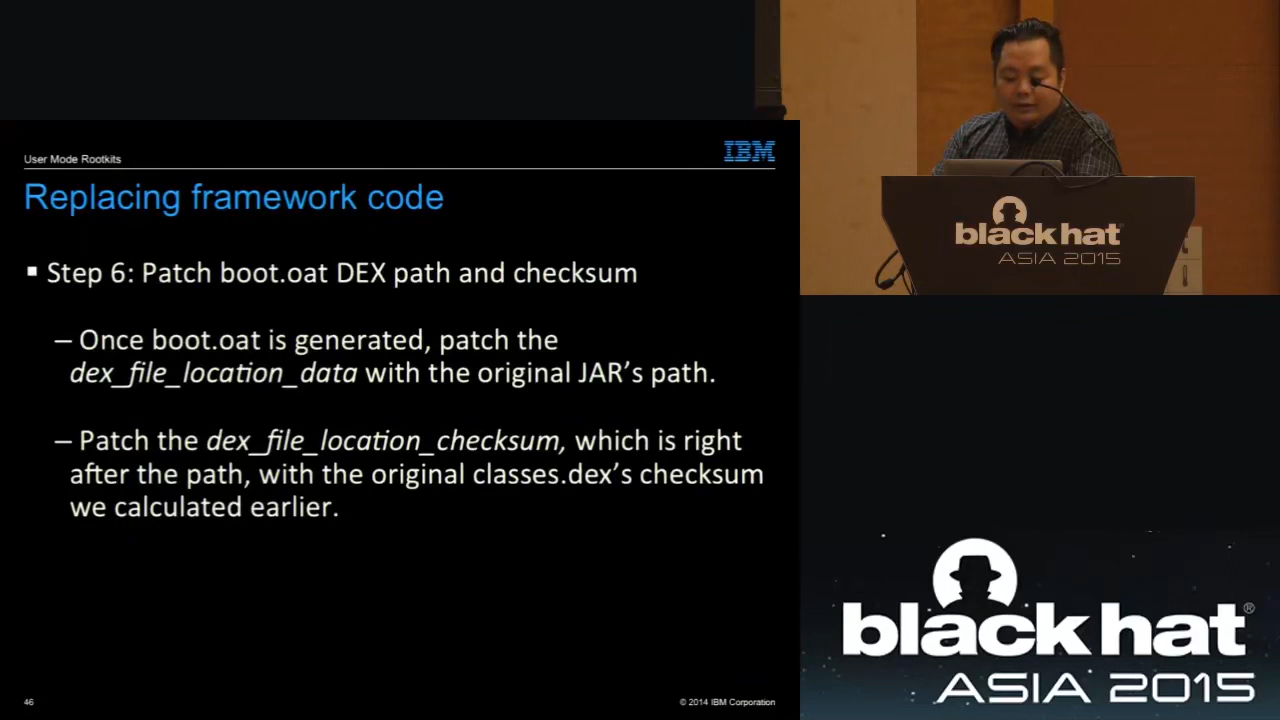 User Mode Rootkits
IBM
Replacing framework code
▪ Step 6: Patch boot.oat DEX path and checksum
– Once boot.oat is generated, patch the
dex_file_location_data with the original JAR's path.
– Patch the dex_file_location_checksum, which is right
after the path, with the original classes.dex's checksum
we calculated earlier.
46
© 2014 IBM Corporation
black hat
ASIA 2015
black hat®
ASIA 2015